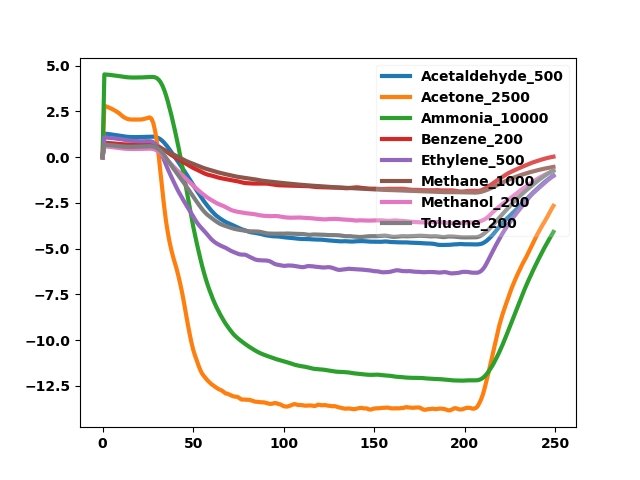 5.0
2.5
0.0
−2.5
−5.0
−7.5
−10.0
−12.5
0
50
100
150
200
250
Acetaldehyde_500
Acetone_2500
Ammonia_10000
Benzene_200
Ethylene_500
Methane_1000
Methanol_200
Toluene_200